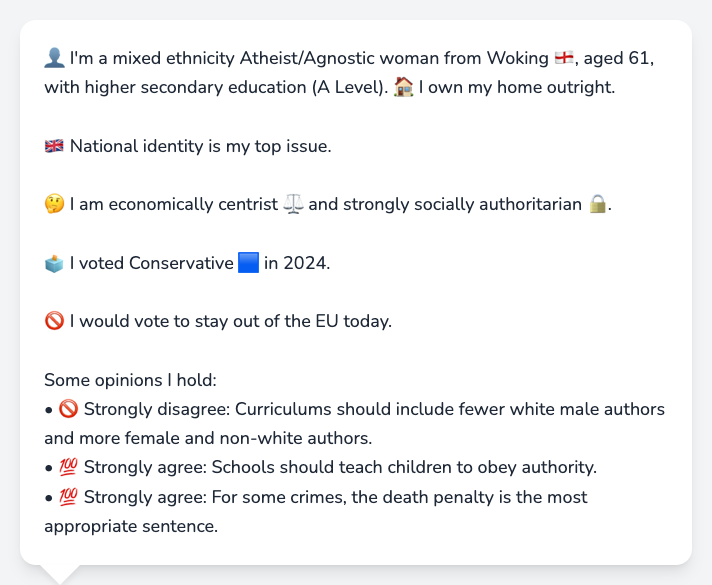 👤 I'm a mixed ethnicity Atheist/Agnostic woman from Woking 🏴󠁧󠁢󠁥󠁮󠁧󠁿, aged 61,
with higher secondary education (A Level). 🏠 I own my home outright.
🇬🇧 National identity is my top issue.
🤔 I am economically centrist ⚖️ and strongly socially authoritarian 🔒.
🗳️ I voted Conservative 🟦 in 2024.
🚫 I would vote to stay out of the EU today.
Some opinions I hold:
• 🚫 Strongly disagree: Curriculums should include fewer white male authors
and more female and non-white authors.
• 💯 Strongly agree: Schools should teach children to obey authority.
• 💯 Strongly agree: For some crimes, the death penalty is the most
appropriate sentence.